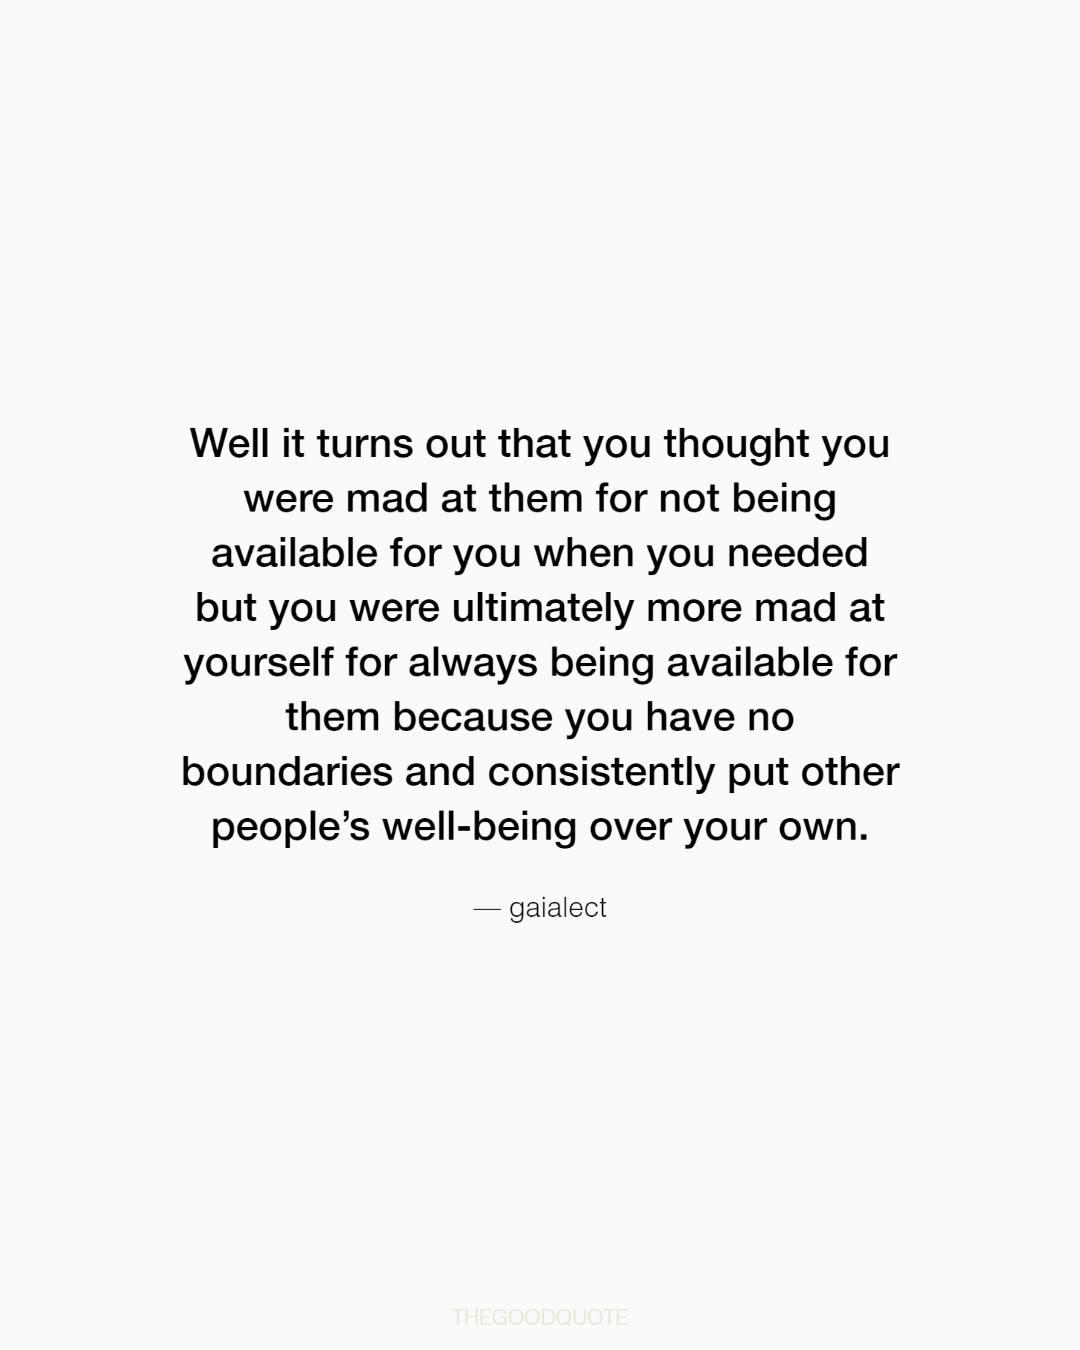 Well it turns out that you thought you
were mad at them for not being
available for you when you needed
but you were ultimately more mad at
yourself for always being available for
them because you have no
boundaries and consistently put other
people’s well-being over your own.
— gaialect
THEGOODQUOTE